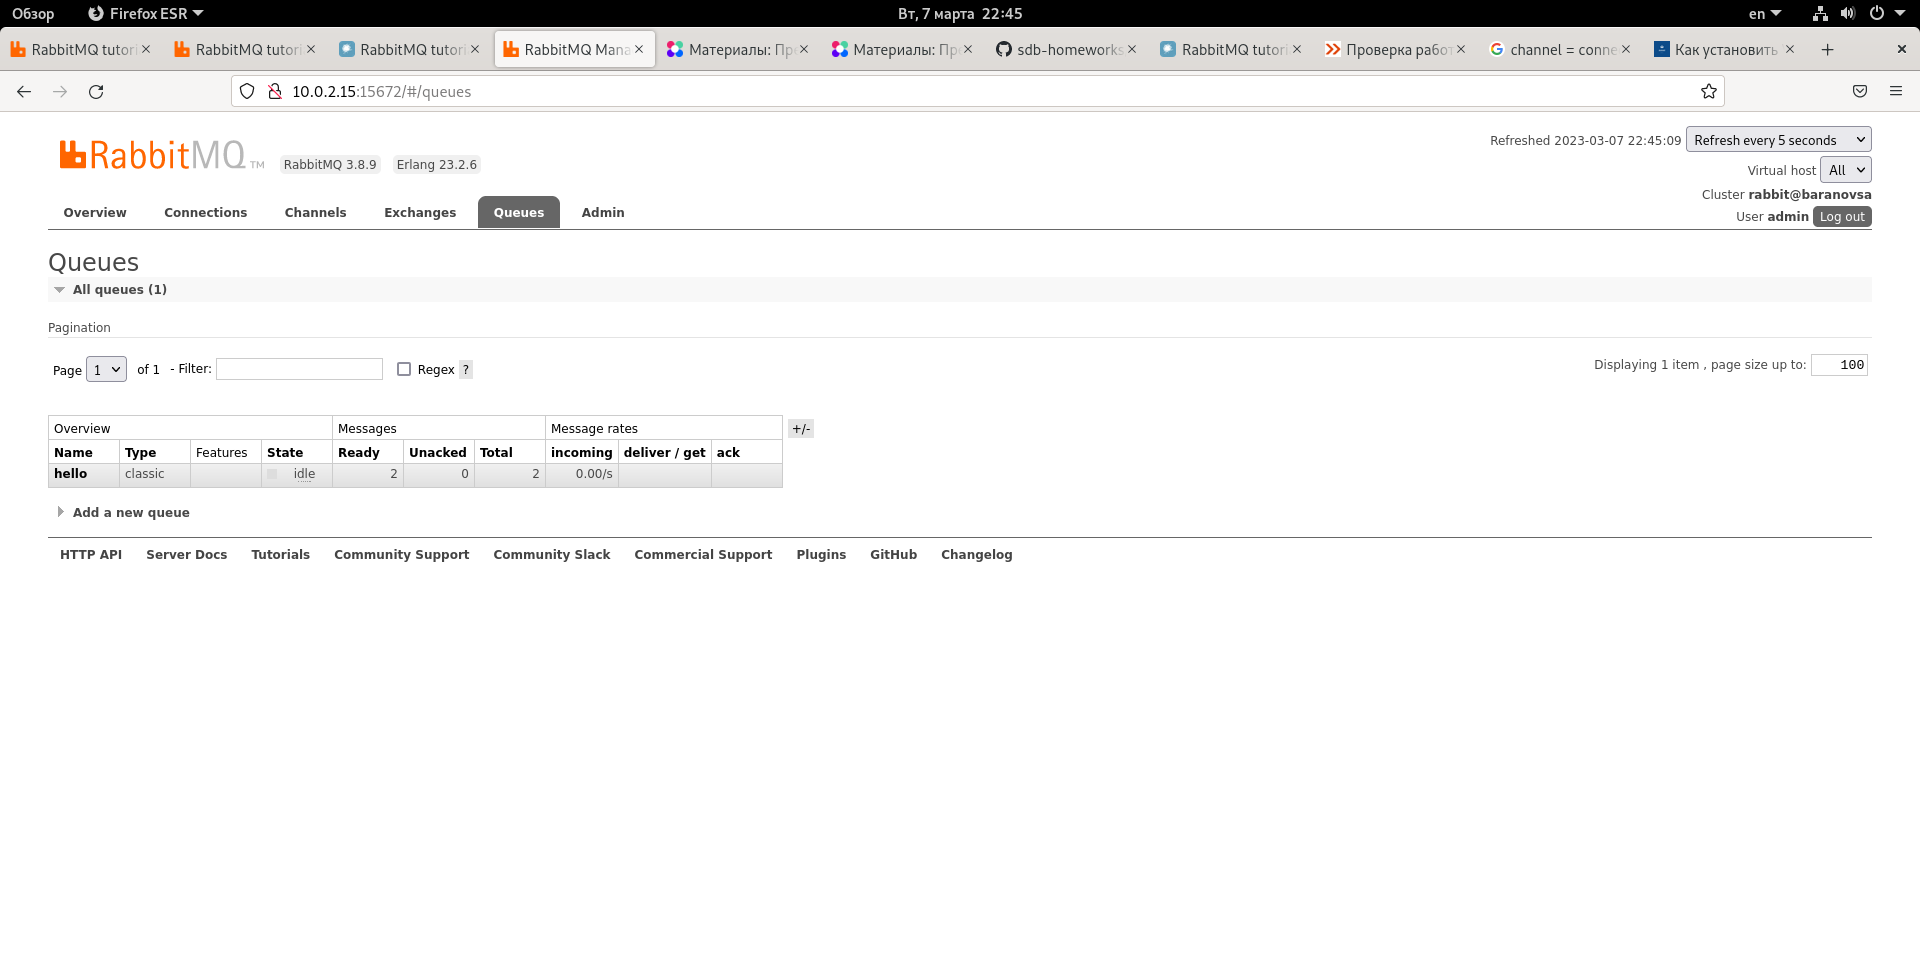 Обзор Firefox ESR Вт, 7 марта 22:45 en
RabbitMQ tutori RabbitMQ tutori RabbitMQ tutori RabbitMQ Mana Материалы: Пр Материалы: Пр sdb-homeworks RabbitMQ tutori Проверка работ channel = conne Как установить
10.0.2.15:15672/#/queues
RabbitMQ TM RabbitMQ 3.8.9 Erlang 23.2.6
Refreshed 2023-03-07 22:45:09 Refresh every 5 seconds
Virtual host All
Cluster rabbit@baranovsa
User admin Log out
Overview Connections Channels Exchanges Queues Admin
Queues
All queues (1)
Pagination
Page 1 of 1 - Filter: Regex ? Displaying 1 item , page size up to: 100
Overview Messages Message rates +/-
Name Type Features State Ready Unacked Total incoming deliver / get ack
hello classic idle 2 0 2 0.00/s
Add a new queue
HTTP API Server Docs Tutorials Community Support Community Slack Commercial Support Plugins GitHub Changelog